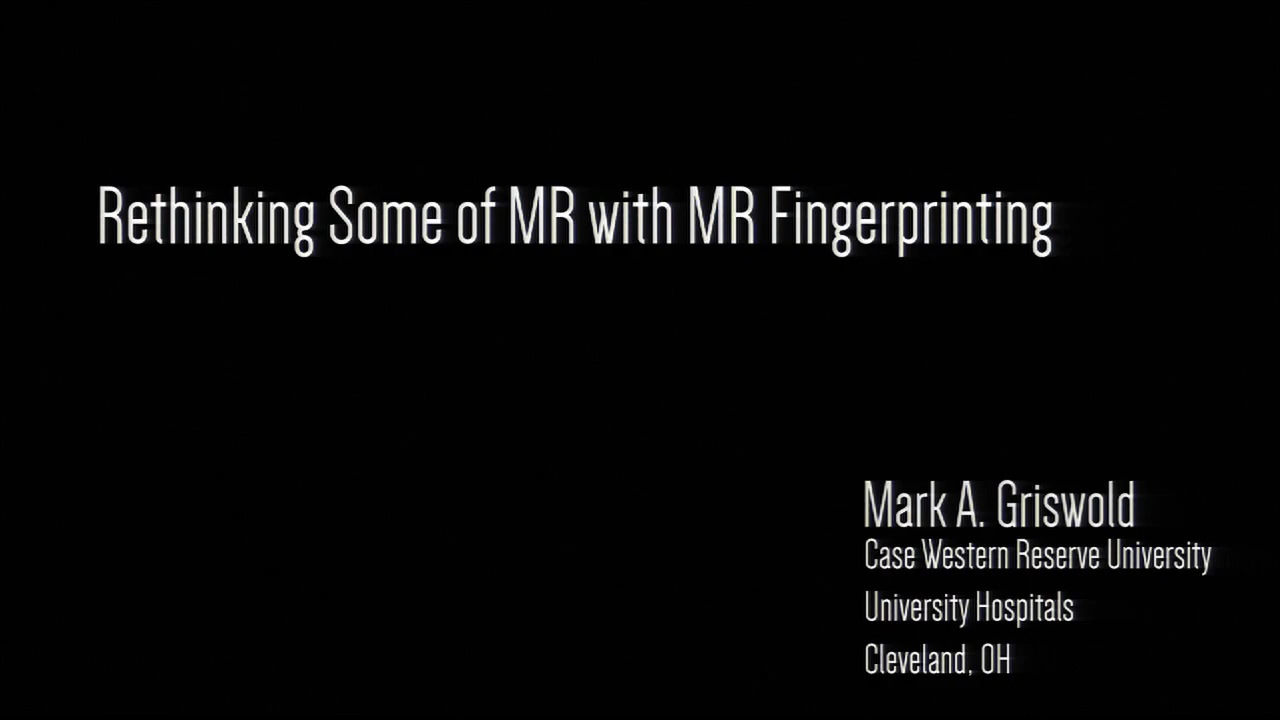 Rethinking Some of MR with MR Fingerprinting
Mark A. Griswold
Case Western Reserve University
University Hospitals
Cleveland, OH